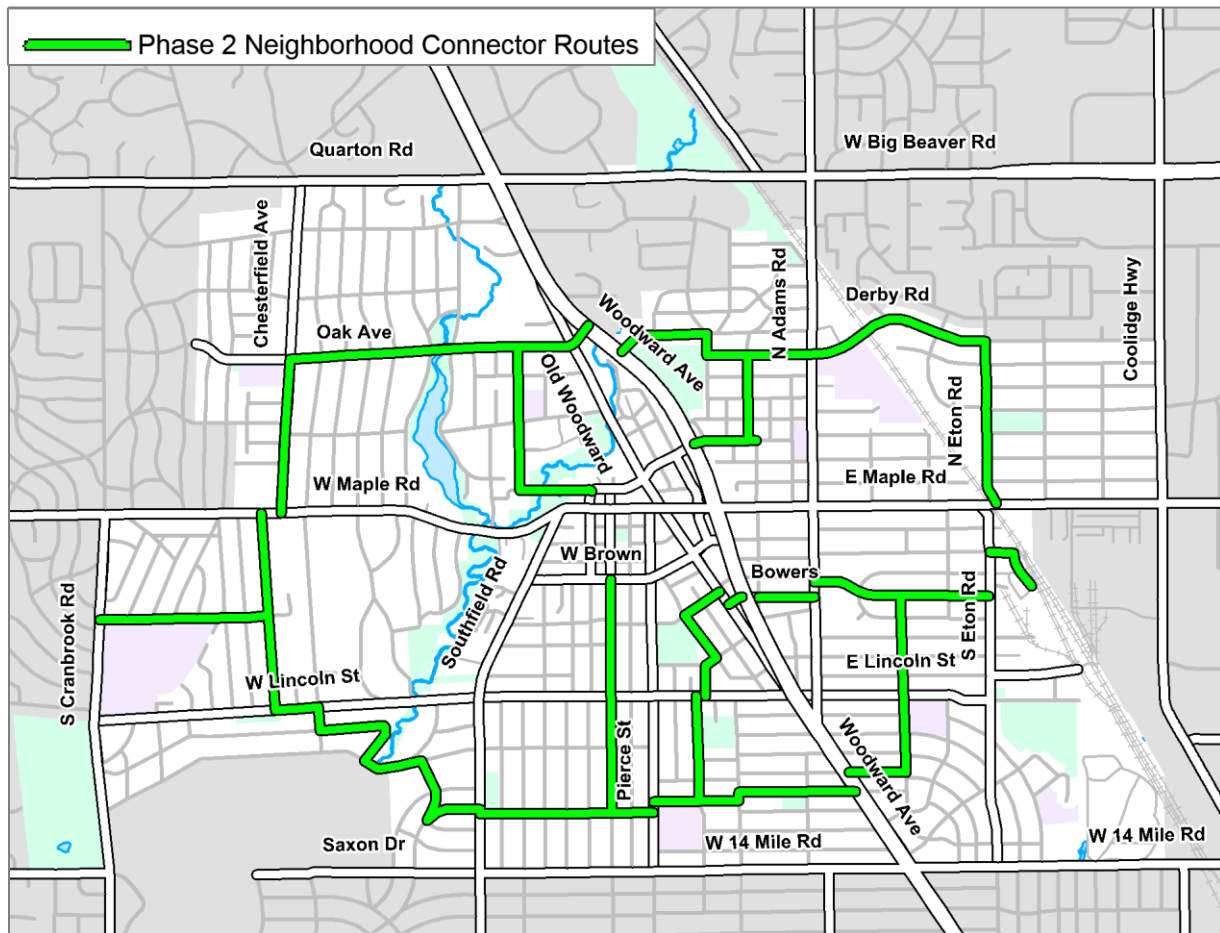 Phase 2 Neighborhood Connector Routes
Quarton Rd
W Big Beaver Rd
Chesterfield Ave
N Adams Rd
Coolidge Hwy
Derby Rd
Woodward Ave
Oak Ave
Old Woodward
N Eton Rd
W Maple Rd
E Maple Rd
W Brown
Bowers
S Cranbrook Rd
Southfield Rd
S Eton Rd
W Lincoln St
E Lincoln St
Pierce St
Woodward Ave
Saxon Dr
W 14 Mile Rd
W 14 Mile Rd